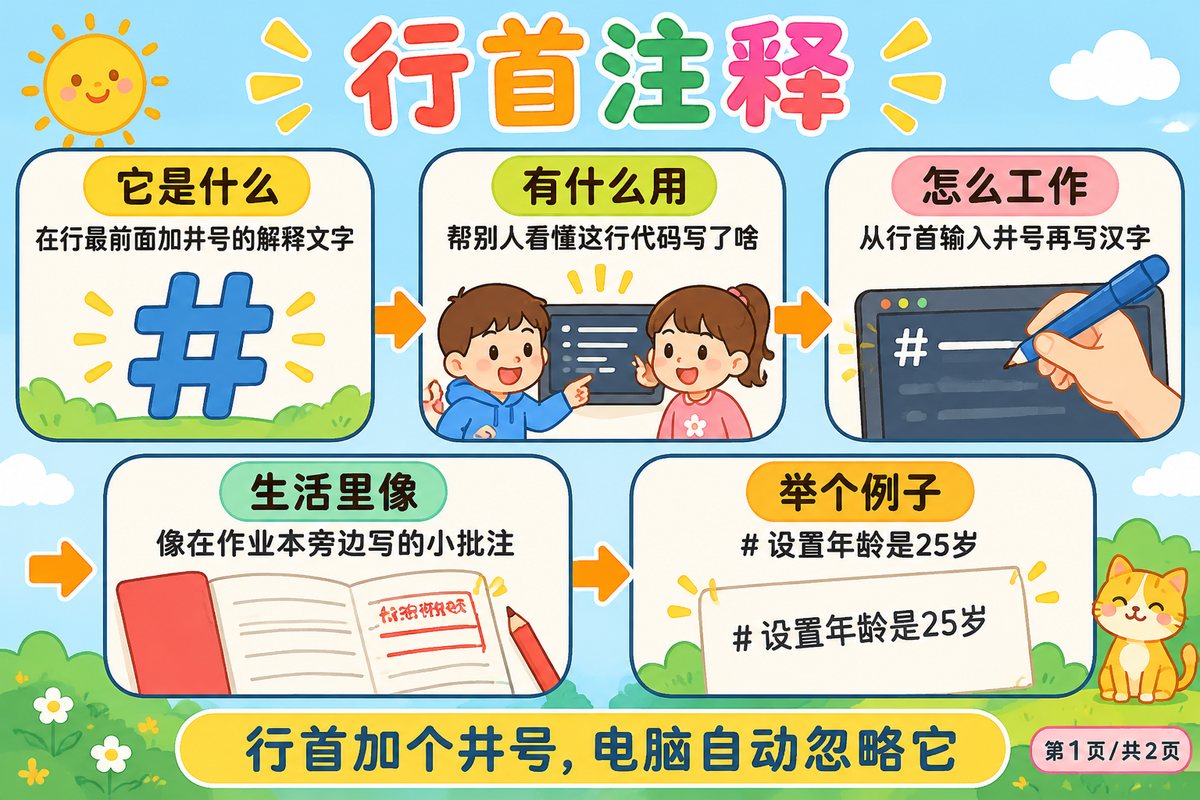 行首注释
它是什么
在行最前面加井号的解释文字
#
有什么用
帮别人看懂这行代码写了啥
怎么工作
从行首输入井号再写汉字
#
生活里像
像在作业本旁边写的小批注
举个例子
# 设置年龄是25岁
# 设置年龄是25岁
行首加个井号，电脑自动忽略它
第1页/共2页